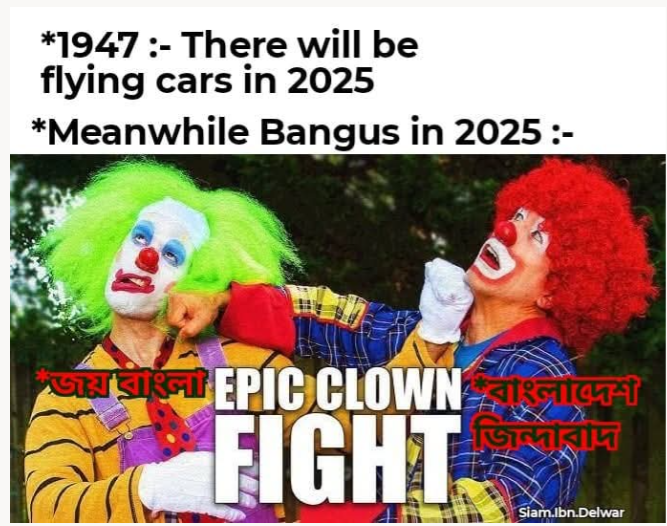 *1947 :- There will be
flying cars in 2025
*Meanwhile Bangus in 2025 :-
*জয় বাংলা
EPIC CLOWN
FIGHT
*বাংলাদেশ
জিন্দাবাদ
Siam.Ibn.Delwar